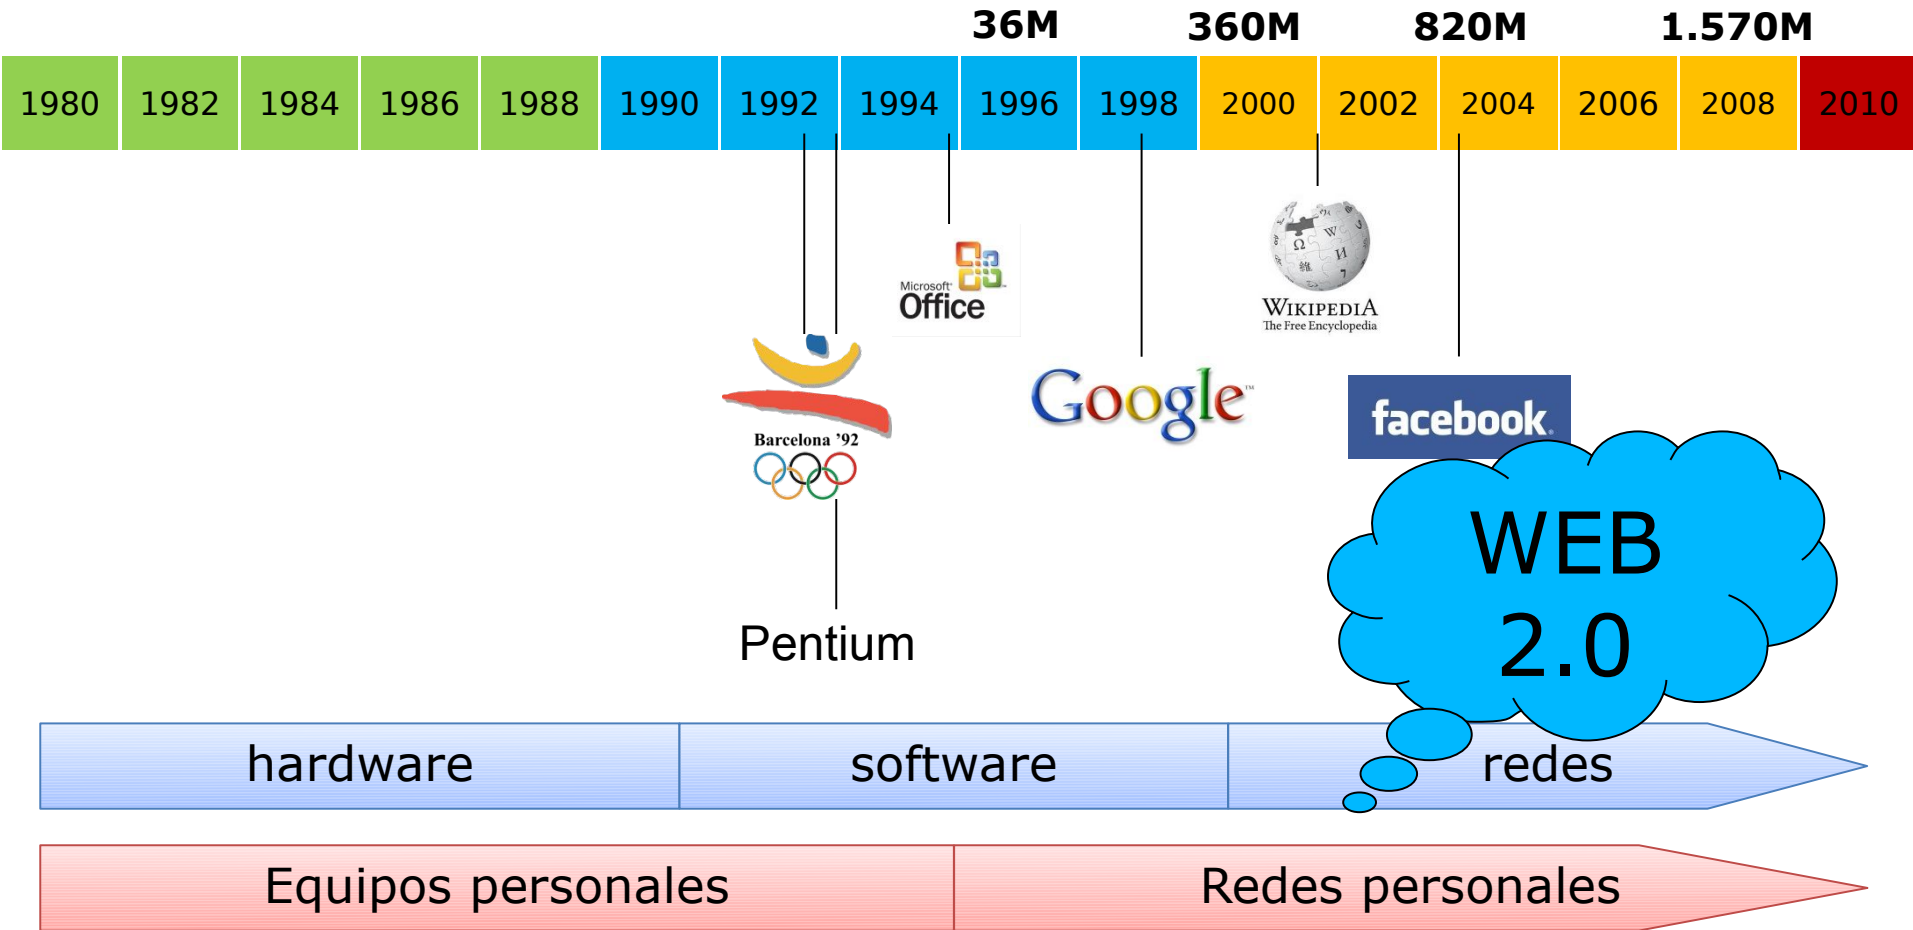 36M 360M 820M 1.570M
1980 1982 1984 1986 1988 1990 1992 1994 1996 1998 2000 2002 2004 2006 2008 2010
Microsoft
Office
WIKIPEDIA
The Free Encyclopedia
Google™
facebook.
Barcelona '92
Pentium
WEB
2.0
hardware software redes
Equipos personales Redes personales